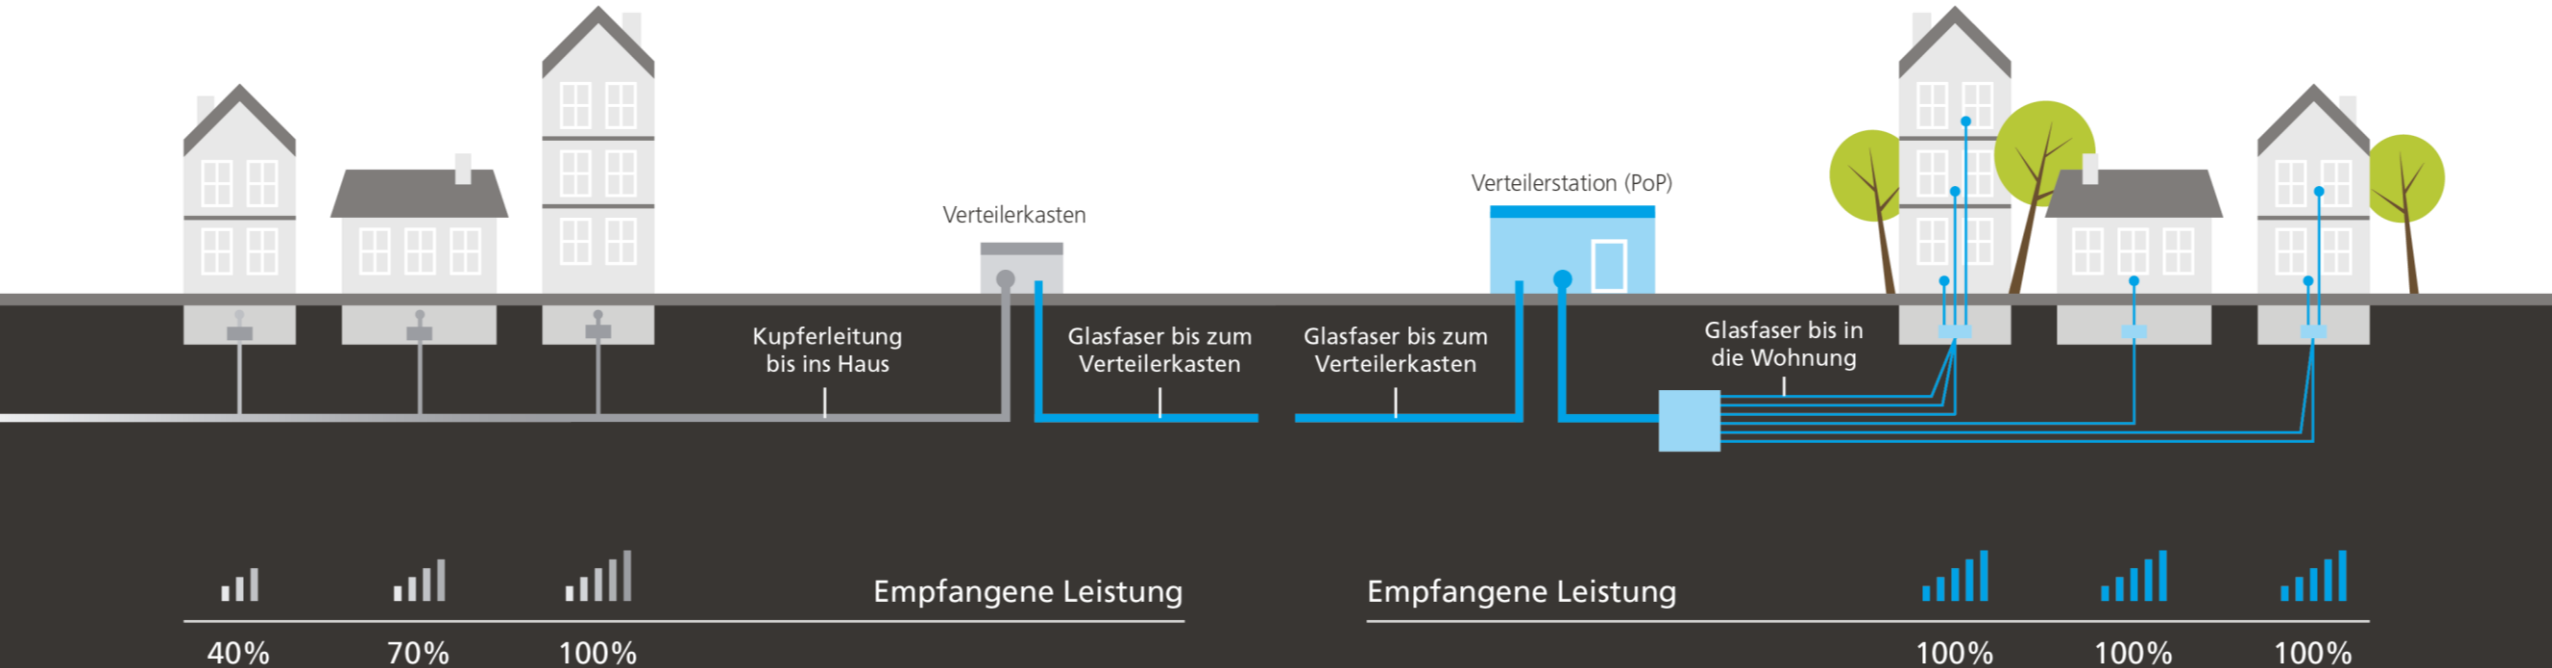 Verteilerkasten
Verteilerstation (PoP)
Kupferleitung
bis ins Haus
Glasfaser bis zum
Verteilerkasten
Glasfaser bis zum
Verteilerkasten
Glasfaser bis in
die Wohnung
Empfangene Leistung
40%
70%
100%
Empfangene Leistung
100%
100%
100%